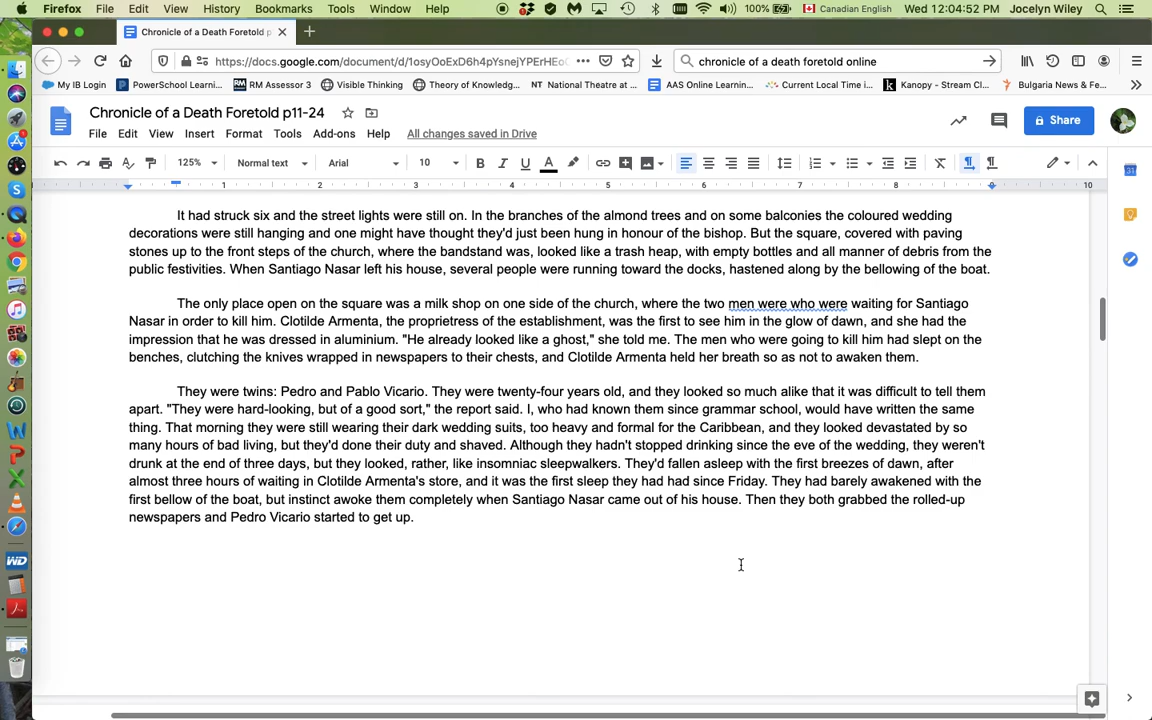 Firefox File Edit View History Bookmarks Tools Window Help 100% Canadian English Wed 12:04:52 PM Jocelyn Wiley
Chronicle of a Death Foretold p
https://docs.google.com/document/d/1osyOoExD6h4pYsnejYPErHEo chronicle of a death foretold online
My IB Login PowerSchool Learni... RM Assessor 3 Visible Thinking Theory of Knowledg... NT National Theatre at ... AAS Online Learnin... Current Local Time i... Kanopy - Stream Cl... Bulgaria News & Fe...
Chronicle of a Death Foretold p11-24
File Edit View Insert Format Tools Add-ons Help All changes saved in Drive
Share
125% Normal text Arial 10 B I U A
1 2 3 4 5 6 7 8 10
31
It had struck six and the street lights were still on. In the branches of the almond trees and on some balconies the coloured wedding
decorations were still hanging and one might have thought they'd just been hung in honour of the bishop. But the square, covered with paving
stones up to the front steps of the church, where the bandstand was, looked like a trash heap, with empty bottles and all manner of debris from the
public festivities. When Santiago Nasar left his house, several people were running toward the docks, hastened along by the bellowing of the boat.
The only place open on the square was a milk shop on one side of the church, where the two men were who were waiting for Santiago
Nasar in order to kill him. Clotilde Armenta, the proprietress of the establishment, was the first to see him in the glow of dawn, and she had the
impression that he was dressed in aluminium. "He already looked like a ghost," she told me. The men who were going to kill him had slept on the
benches, clutching the knives wrapped in newspapers to their chests, and Clotilde Armenta held her breath so as not to awaken them.
They were twins: Pedro and Pablo Vicario. They were twenty-four years old, and they looked so much alike that it was difficult to tell them
apart. "They were hard-looking, but of a good sort," the report said. I, who had known them since grammar school, would have written the same
thing. That morning they were still wearing their dark wedding suits, too heavy and formal for the Caribbean, and they looked devastated by so
many hours of bad living, but they'd done their duty and shaved. Although they hadn't stopped drinking since the eve of the wedding, they weren't
drunk at the end of three days, but they looked, rather, like insomniac sleepwalkers. They'd fallen asleep with the first breezes of dawn, after
almost three hours of waiting in Clotilde Armenta's store, and it was the first sleep they had had since Friday. They had barely awakened with the
first bellow of the boat, but instinct awoke them completely when Santiago Nasar came out of his house. Then they both grabbed the rolled-up
newspapers and Pedro Vicario started to get up.
WD